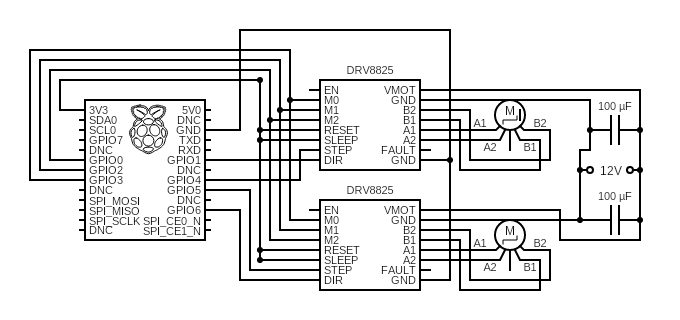 DRV8825
EN VMOT
M0 GND
M1 B2
M2 B1
RESET A1
SLEEP A2
STEP FAULT
DIR GND
3V3 5V0
SDA0 DNC
SCL0 GND
GPIO7 TXD
DNC RXD
GPIO0 GPIO1
GPIO2 DNC
GPIO3 GPIO4
DNC GPIO5
SPI_MOSI DNC
SPI_MISO GPIO6
SPI_SCLK SPI_CE0_N
DNC SPI_CE1_N
M
A1 B2
A2 B1
100 µF
12V
100 µF
DRV8825
EN VMOT
M0 GND
M1 B2
M2 B1
RESET A1
SLEEP A2
STEP FAULT
DIR GND
M
A1 B2
A2 B1